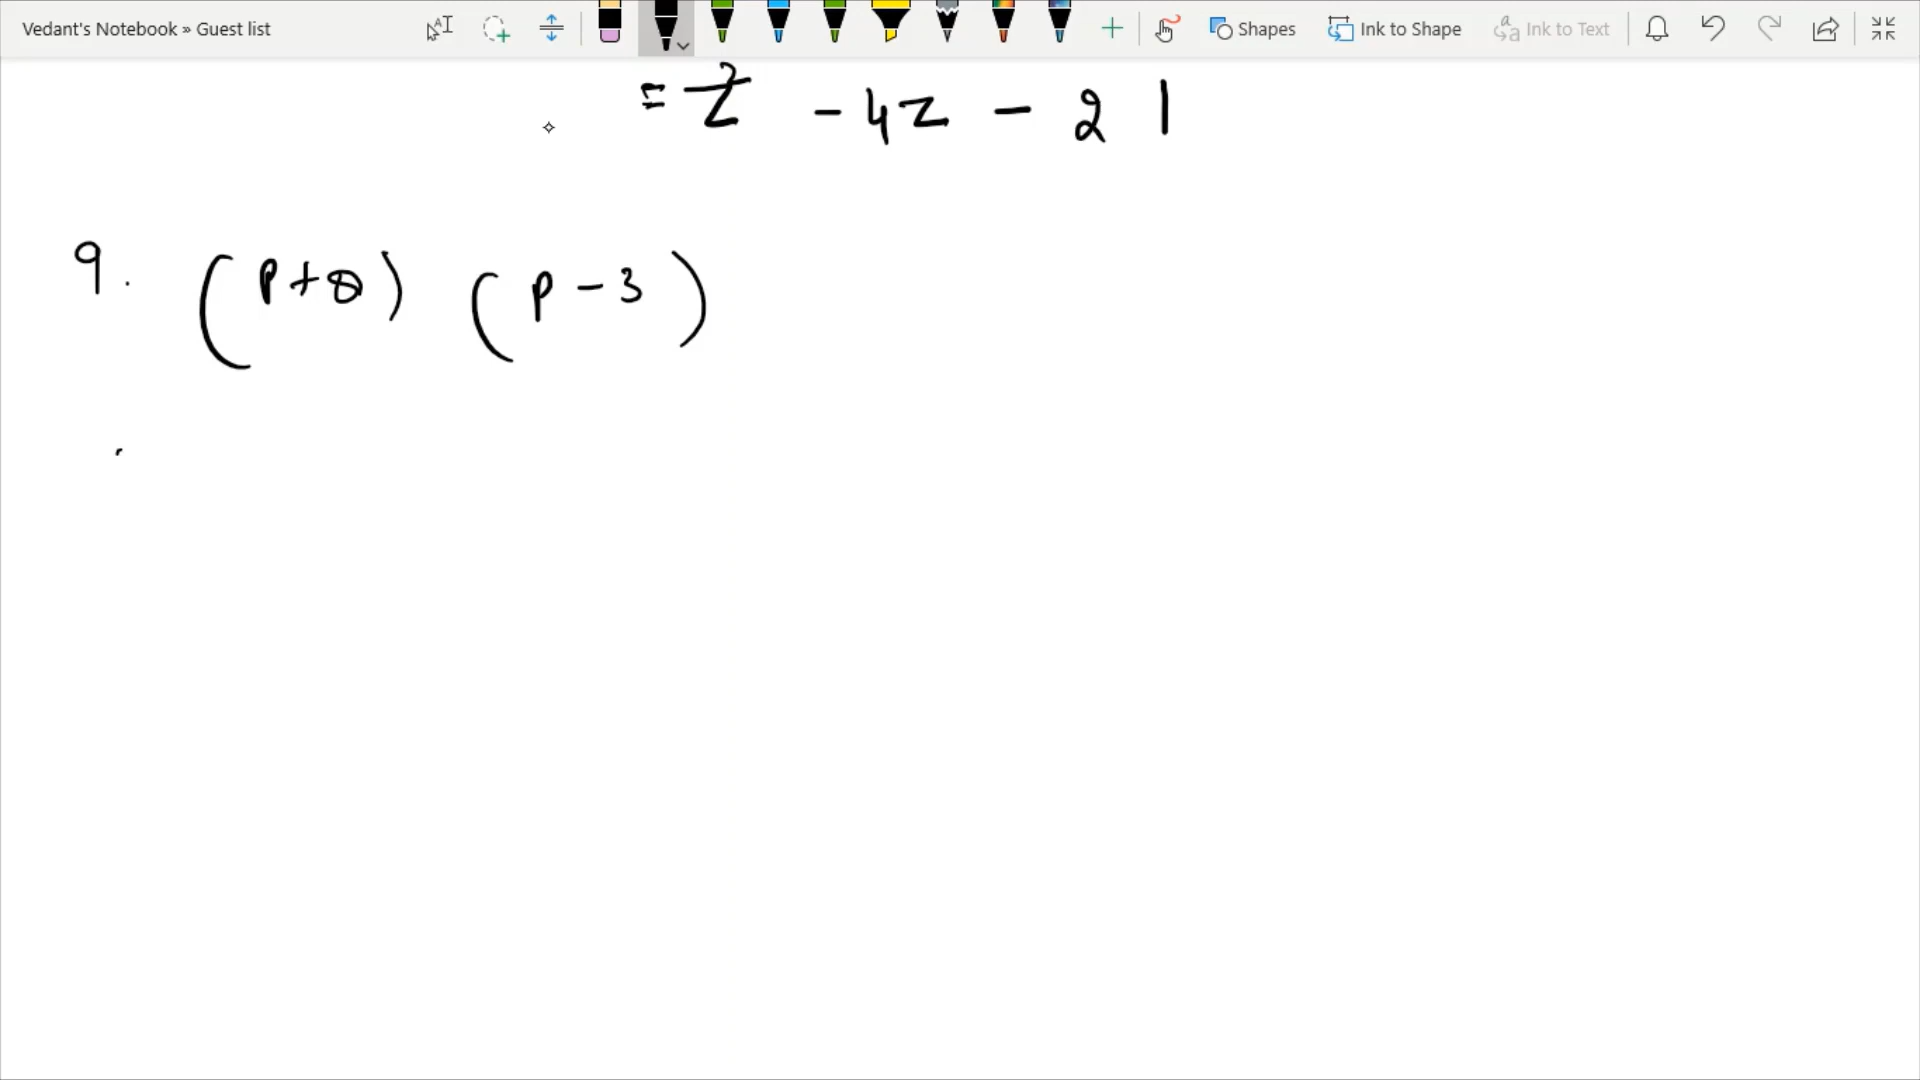 Vedant's Notebook » Guest list Shapes Ink to Shape Ink to Text
= z² - 4z - 21
9. (p+8) (p-3)